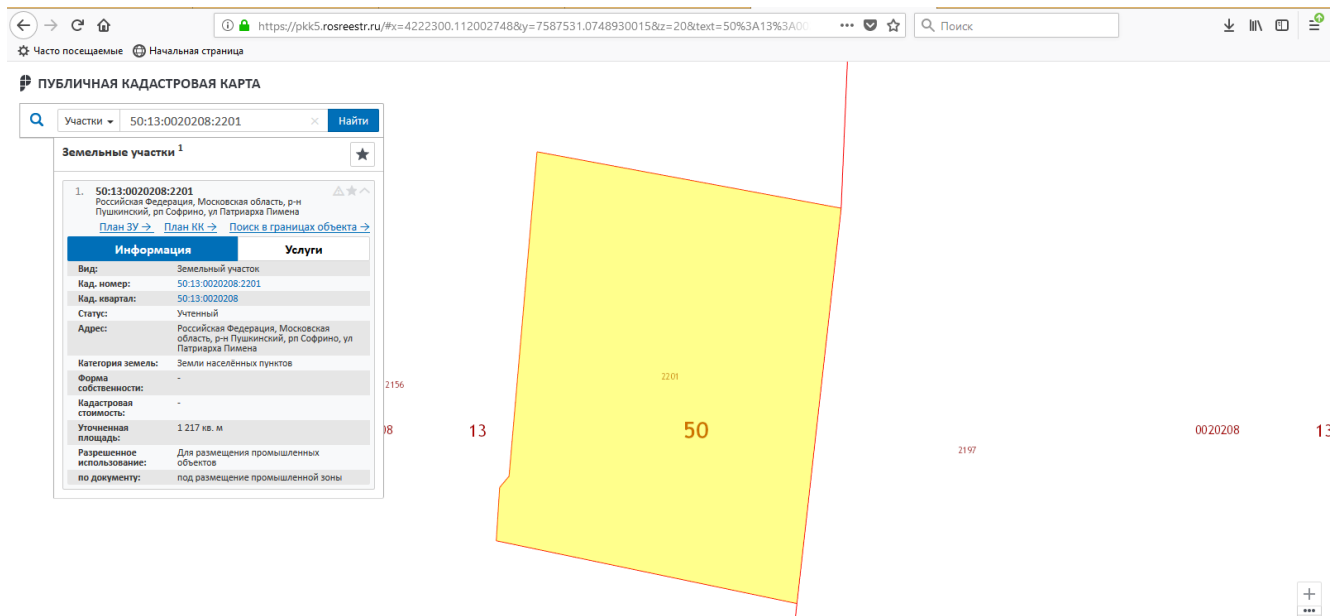 https://pkk5.rosreestr.ru/#x=4222300.112002748&y=7587531.0748930015&z=20&text=50%3A13%3A00
Поиск
Часто посещаемые
Начальная страница
ПУБЛИЧНАЯ КАДАСТРОВАЯ КАРТА
Участки
50:13:0020208:2201
Найти
Земельные участки 1
1. 50:13:0020208:2201
Российская Федерация, Московская область, р-н
Пушкинский, рп Софрино, ул Патриарха Пимена
План ЗУ →
План КК →
Поиск в границах объекта →
Информация
Услуги
Вид: Земельный участок
Кад. номер: 50:13:0020208:2201
Кад. квартал: 50:13:0020208
Статус: Учтенный
Адрес: Российская Федерация, Московская
область, р-н Пушкинский, рп Софрино, ул
Патриарха Пимена
Категория земель: Земли населённых пунктов
Форма
собственности:
-
Кадастровая
стоимость:
-
Уточненная
площадь:
1 217 кв. м
Разрешенное
использование:
Для размещения промышленных
объектов
по документу: под размещение промышленной зоны
2156
2201
08
13
50
2197
0020208
13